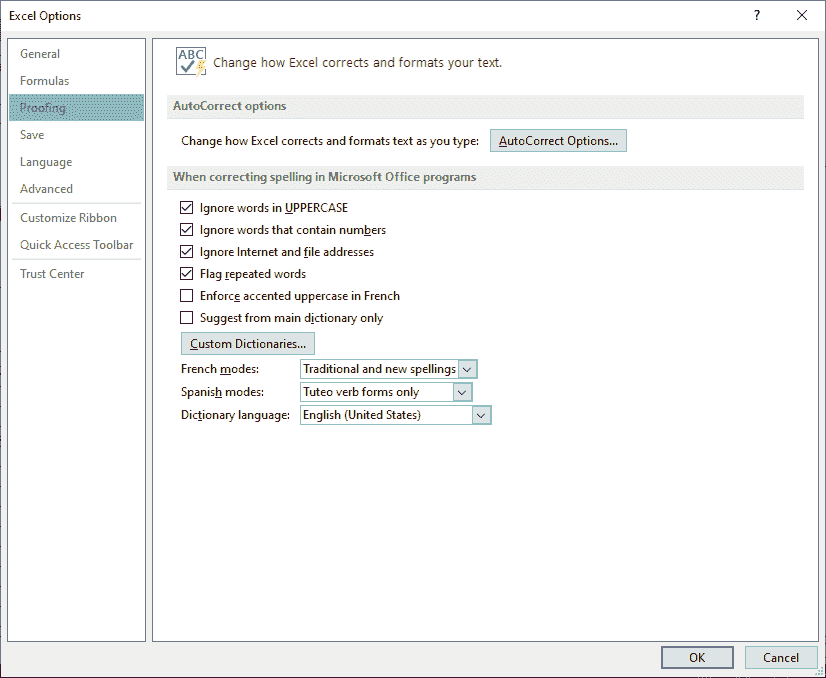 Excel Options
?
General
Formulas
Proofing
Save
Language
Advanced
Customize Ribbon
Quick Access Toolbar
Trust Center
ABC
Change how Excel corrects and formats your text.
AutoCorrect options
Change how Excel corrects and formats text as you type: AutoCorrect Options...
When correcting spelling in Microsoft Office programs
Ignore words in UPPERCASE
Ignore words that contain numbers
Ignore Internet and file addresses
Flag repeated words
Enforce accented uppercase in French
Suggest from main dictionary only
Custom Dictionaries...
French modes: Traditional and new spellings
Spanish modes: Tuteo verb forms only
Dictionary language: English (United States)
OK Cancel